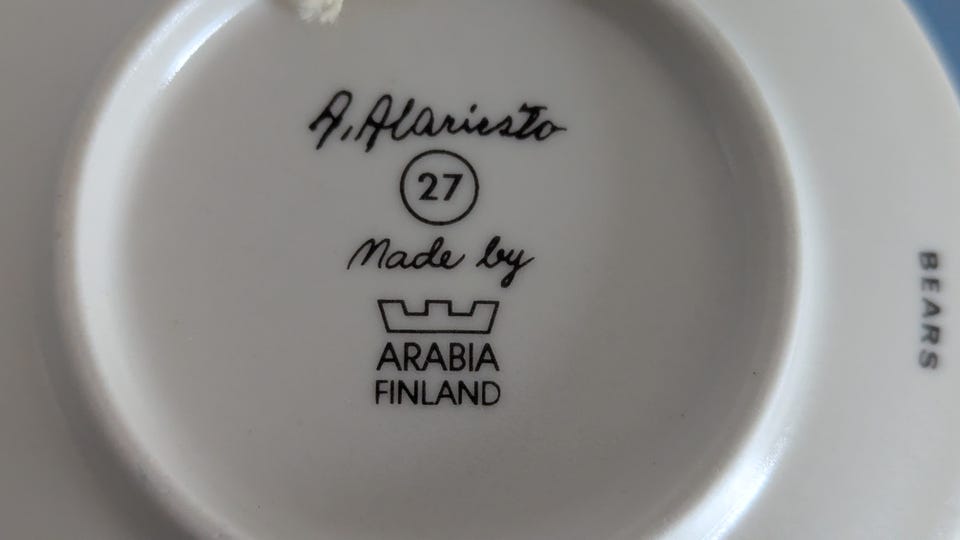 A. Alariesto
27
Made by
ARABIA
FINLAND
BEARS